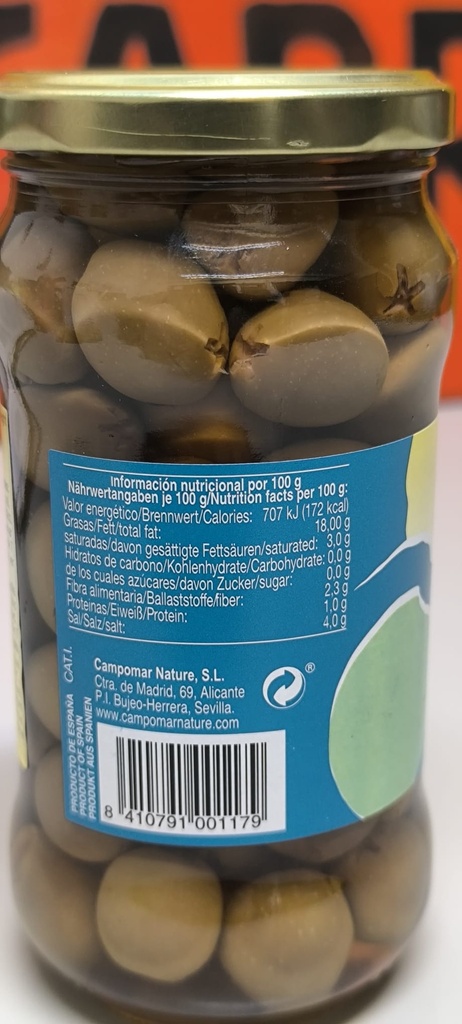 Información nutricional por 100 g
Nährwertangaben je 100 g/Nutrition facts per 100 g:
Valor energético/Brennwert/Calories: 707 kJ (172 kcal)
Grasas/Fett/total fat: 18,00 g
saturadas/davon gesättigte Fettsäuren/saturated: 3,0 g
Hidratos de carbono/Kohlenhydrate/Carbohydrate: 0,0 g
de los cuales azúcares/davon Zucker/sugar: 0,0 g
Fibra alimentaria/Ballaststoffe/fiber: 2,3 g
Proteinas/Eiweiß/Protein: 1,0 g
Sal/Salz/salt: 4,0 g
Campomar Nature, S.L.
Ctra. de Madrid, 69, Alicante
P.I. Bujeo-Herrera, Sevilla.
www.campomarnature.com
®
PRODUCTO DE ESPAÑA CAT.I.
PRODUCT OF SPAIN
PRODUKT AUS SPANIEN
8 410791 001179